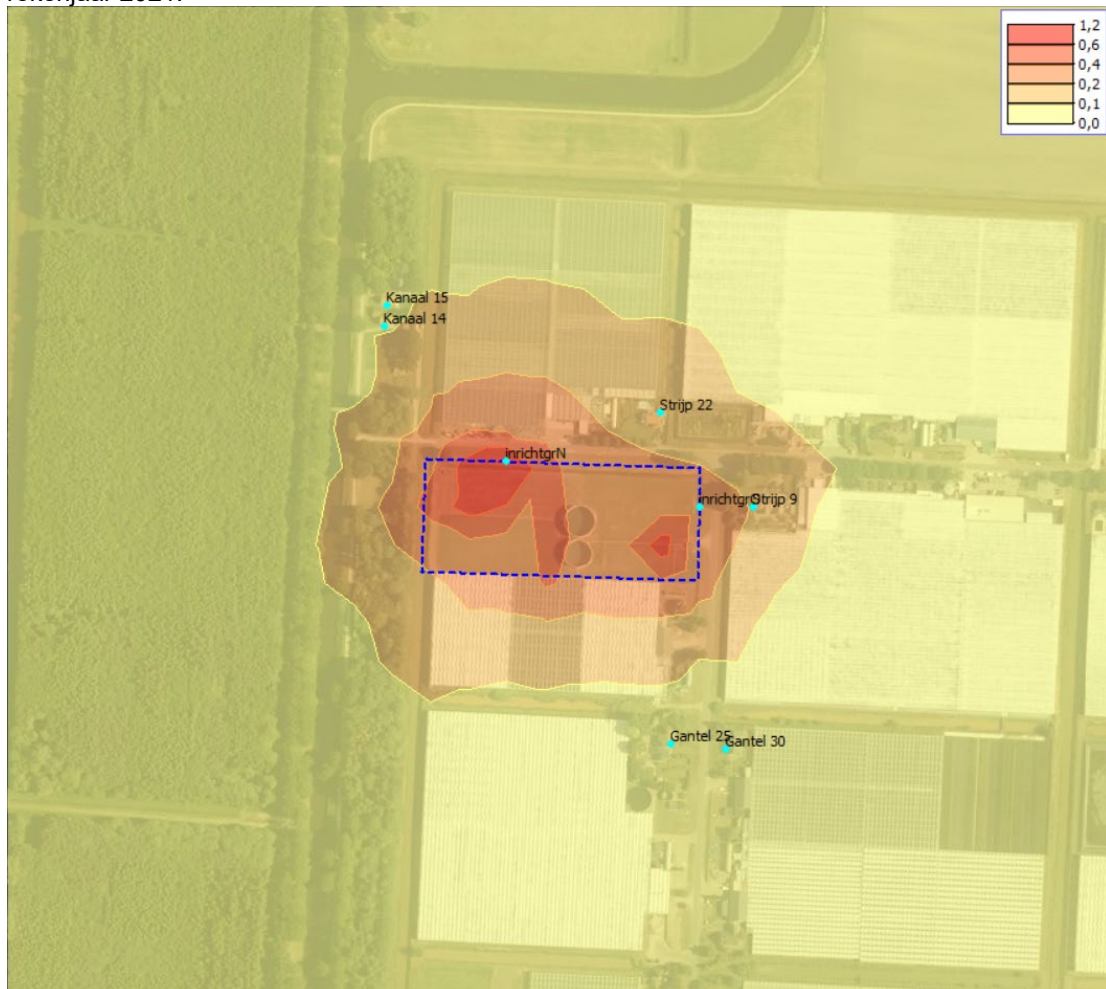 1,2
0,6
0,4
0,2
0,1
0,0
Kanaal 15
Kanaal 14
Strijp 22
inrichtgrN
inrichtgrO
Strijp 9
Gantel 25
Gantel 30